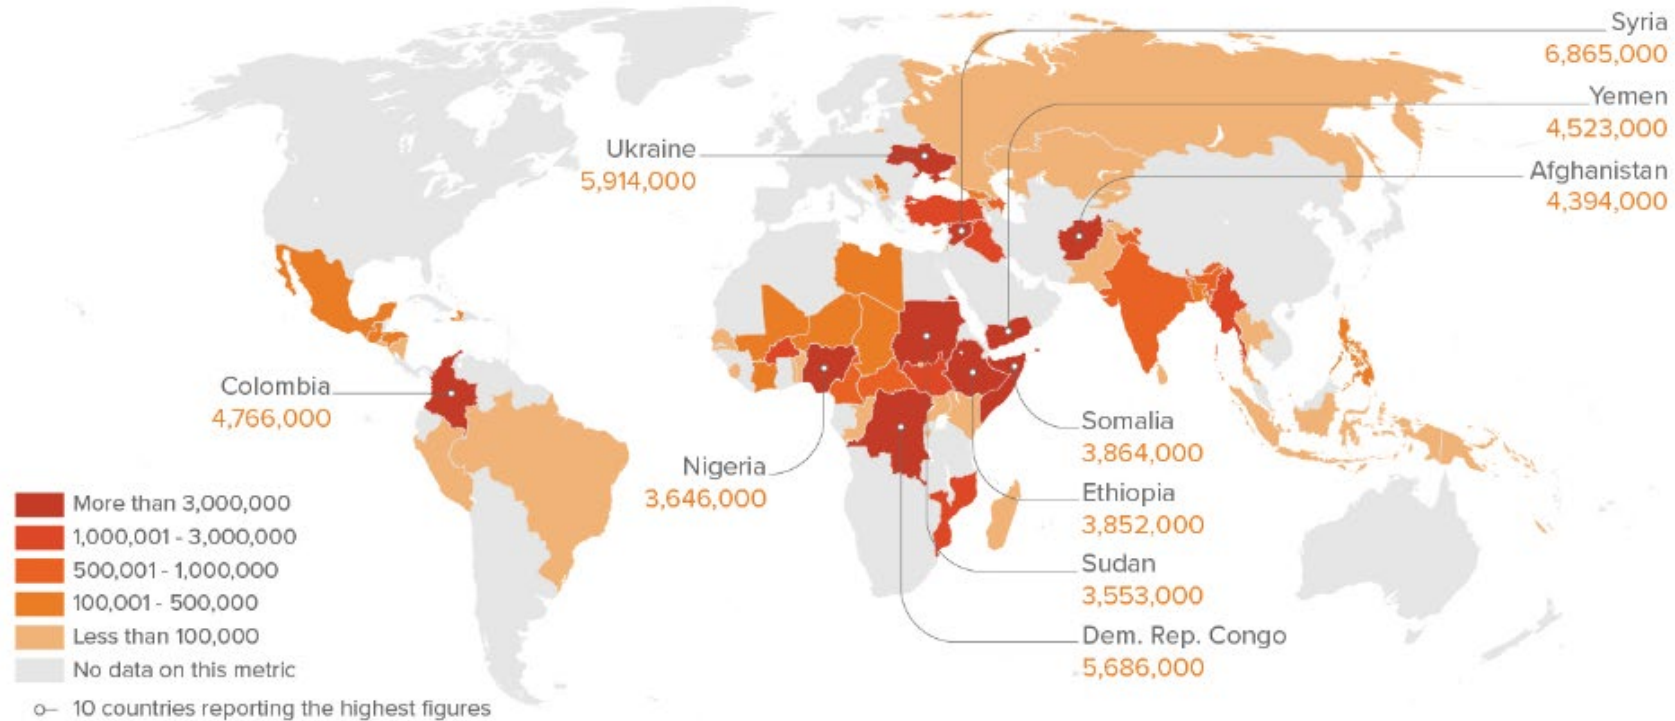 Syria
6,865,000
Yemen
4,523,000
Ukraine
5,914,000
Afghanistan
4,394,000
Colombia
4,766,000
Nigeria
3,646,000
Somalia
3,864,000
Ethiopia
3,852,000
Sudan
3,553,000
Dem. Rep. Congo
5,686,000
More than 3,000,000
1,000,001 - 3,000,000
500,001 - 1,000,000
100,001 - 500,000
Less than 100,000
No data on this metric
10 countries reporting the highest figures